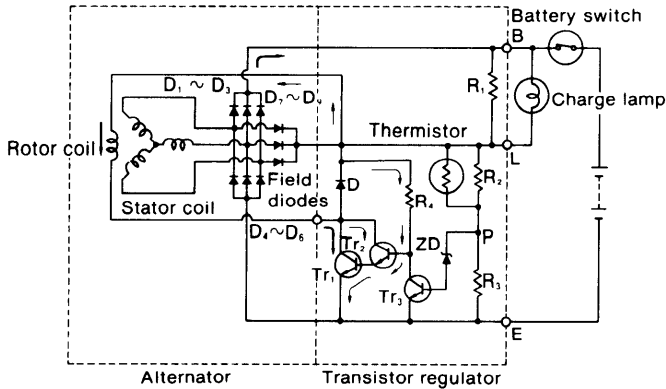 Battery switch
B
D₁ ~ D₃
D₇ ~ D₉
R₁
Charge lamp
Thermistor
Rotor coil
L
Field diodes
D
R₂
Stator coil
R₄
D₄~D₆
Tr₂
ZD
P
Tr₁
Tr₃
R₃
E
Alternator
Transistor regulator